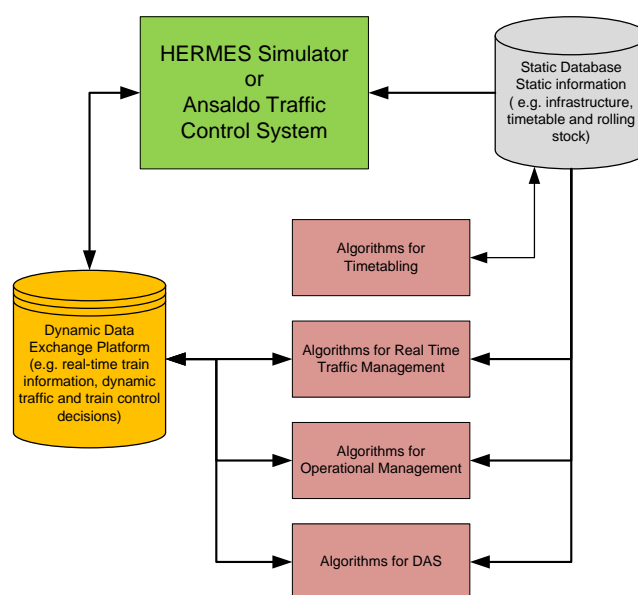 HERMES Simulator
or
Ansaldo Traffic
Control System
Static Database
Static information
( e.g. infrastructure,
timetable and rolling
stock)
Algorithms for
Timetabling
Dynamic Data
Exchange Platform
(e.g. real-time train
information, dynamic
traffic and train control
decisions)
Algorithms for Real Time
Traffic Management
Algorithms for
Operational Management
Algorithms for DAS